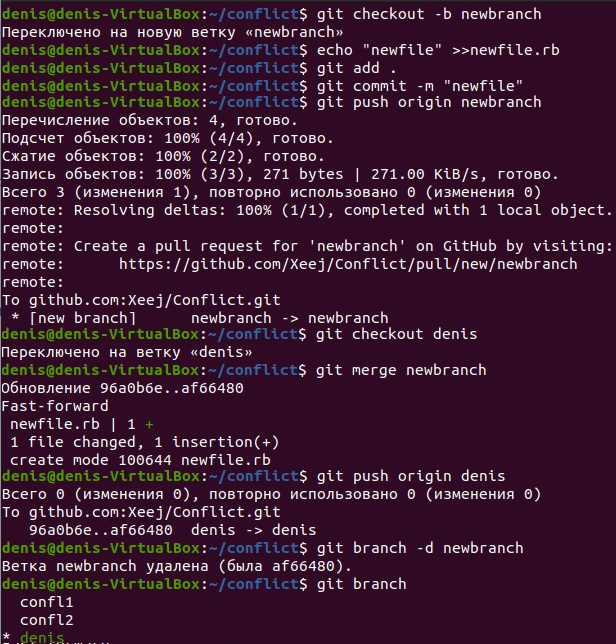 denis@denis-VirtualBox:~/conflict$ git checkout -b newbranch
Переключено на новую ветку «newbranch»
denis@denis-VirtualBox:~/conflict$ echo "newfile" >>newfile.rb
denis@denis-VirtualBox:~/conflict$ git add .
denis@denis-VirtualBox:~/conflict$ git commit -m "newfile"
denis@denis-VirtualBox:~/conflict$ git push origin newbranch
Перечисление объектов: 4, готово.
Подсчет объектов: 100% (4/4), готово.
Сжатие объектов: 100% (2/2), готово.
Запись объектов: 100% (3/3), 271 bytes | 271.00 KiB/s, готово.
Всего 3 (изменения 1), повторно использовано 0 (изменения 0)
remote: Resolving deltas: 100% (1/1), completed with 1 local object.
remote:
remote: Create a pull request for 'newbranch' on GitHub by visiting:
remote:      https://github.com/Xeej/Conflict/pull/new/newbranch
remote:
To github.com:Xeej/Conflict.git
 * [new branch]      newbranch -> newbranch
denis@denis-VirtualBox:~/conflict$ git checkout denis
Переключено на ветку «denis»
denis@denis-VirtualBox:~/conflict$ git merge newbranch
Обновление 96a0b6e..af66480
Fast-forward
 newfile.rb | 1 +
 1 file changed, 1 insertion(+)
 create mode 100644 newfile.rb
denis@denis-VirtualBox:~/conflict$ git push origin denis
Всего 0 (изменения 0), повторно использовано 0 (изменения 0)
To github.com:Xeej/Conflict.git
   96a0b6e..af66480  denis -> denis
denis@denis-VirtualBox:~/conflict$ git branch -d newbranch
Ветка newbranch удалена (была af66480).
denis@denis-VirtualBox:~/conflict$ git branch
  confl1
  confl2
* denis